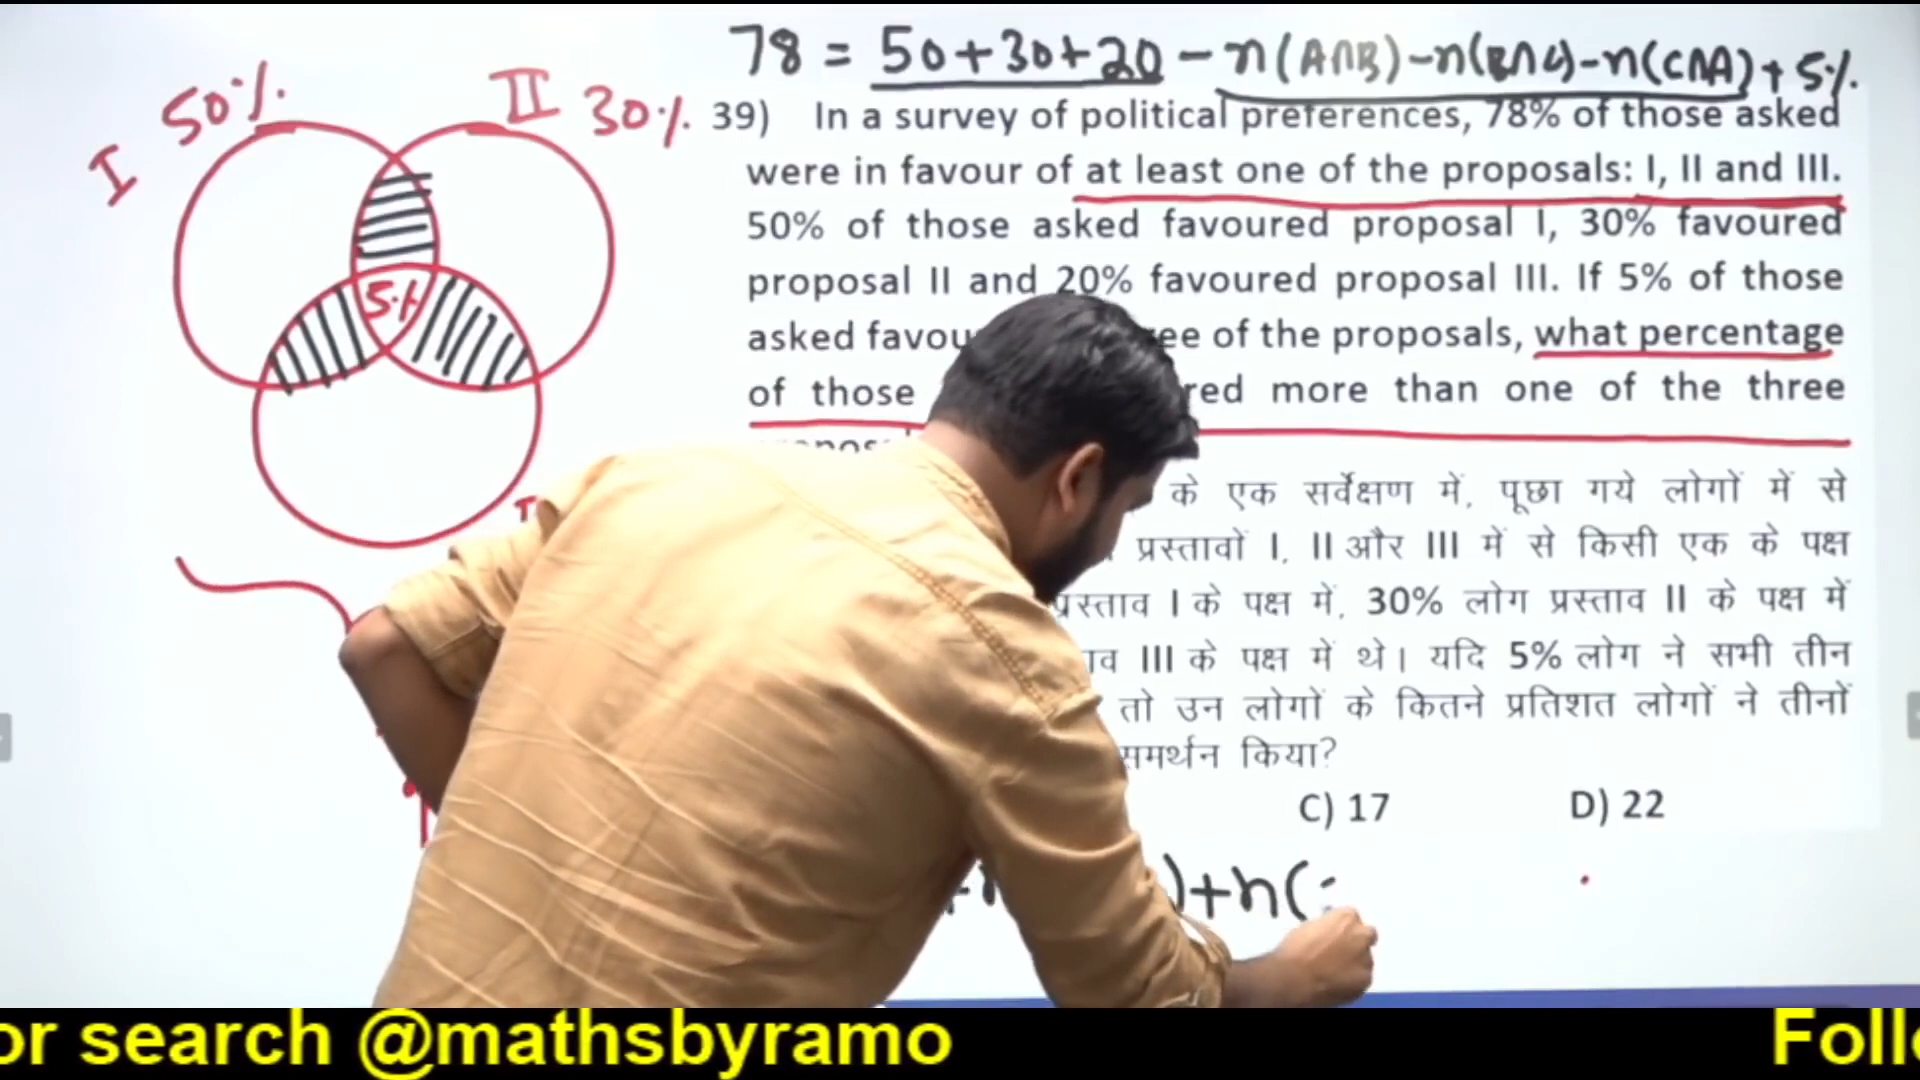 78 = 50+30+20 - n(A∩B)-n(B∩C)-n(C∩A)+5%.
I 50%. II 30%.
39) In a survey of political preferences, 78% of those asked
were in favour of at least one of the proposals: I, II and III.
50% of those asked favoured proposal I, 30% favoured
proposal II and 20% favoured proposal III. If 5% of those
asked of the proposals, what percentage
of those more than one of the three
5%
के एक सर्वेक्षण में, पूछा गये लोगों में से
प्रस्तावों I, II और III में से किसी एक के पक्ष
प्रस्ताव I के पक्ष में, 30% लोग प्रस्ताव II के पक्ष में
III के पक्ष में थे। यदि 5% लोग ने सभी तीन
तो उन लोगों के कितने प्रतिशत लोगों ने तीनों
समर्थन किया?
C) 17 D) 22
)+n(
or search @mathsbyramo Foll